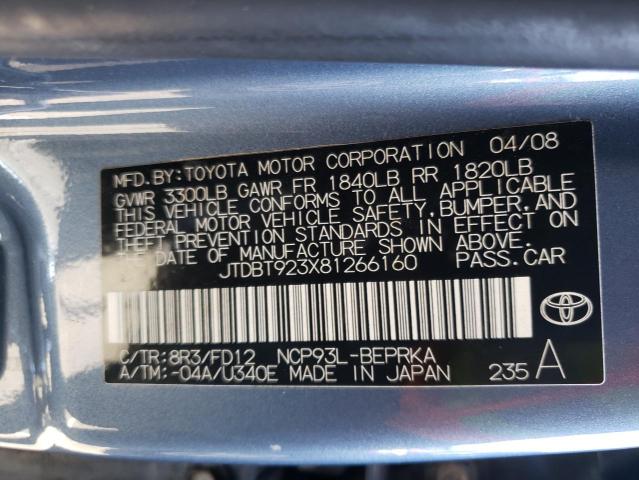 MFD.BY:TOYOTA MOTOR CORPORATION 04/08
GVWR 3300LB GAWR FR 1840LB RR 1820LB
THIS VEHICLE CONFORMS TO ALL APPLICABLE
FEDERAL MOTOR VEHICLE SAFETY,BUMPER,AND
THEFT PREVENTION STANDARDS IN EFFECT ON
THE DATE OF MANUFACTURE SHOWN ABOVE.
JTDBT923X81266160 PASS.CAR
C/TR:8R3/FD12 NCP93L-BEPRKA
A/TM:-04A/U340E MADE IN JAPAN 235 A